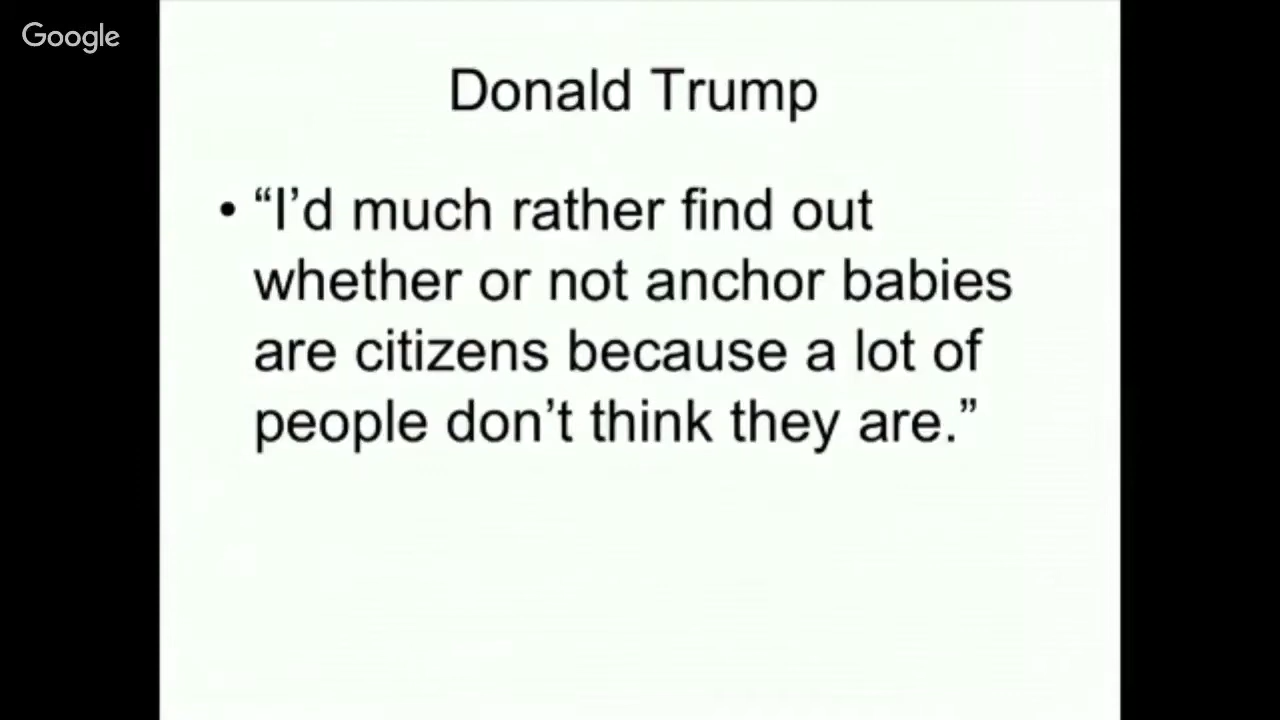 Google
Donald Trump
• “I’d much rather find out
whether or not anchor babies
are citizens because a lot of
people don’t think they are.”